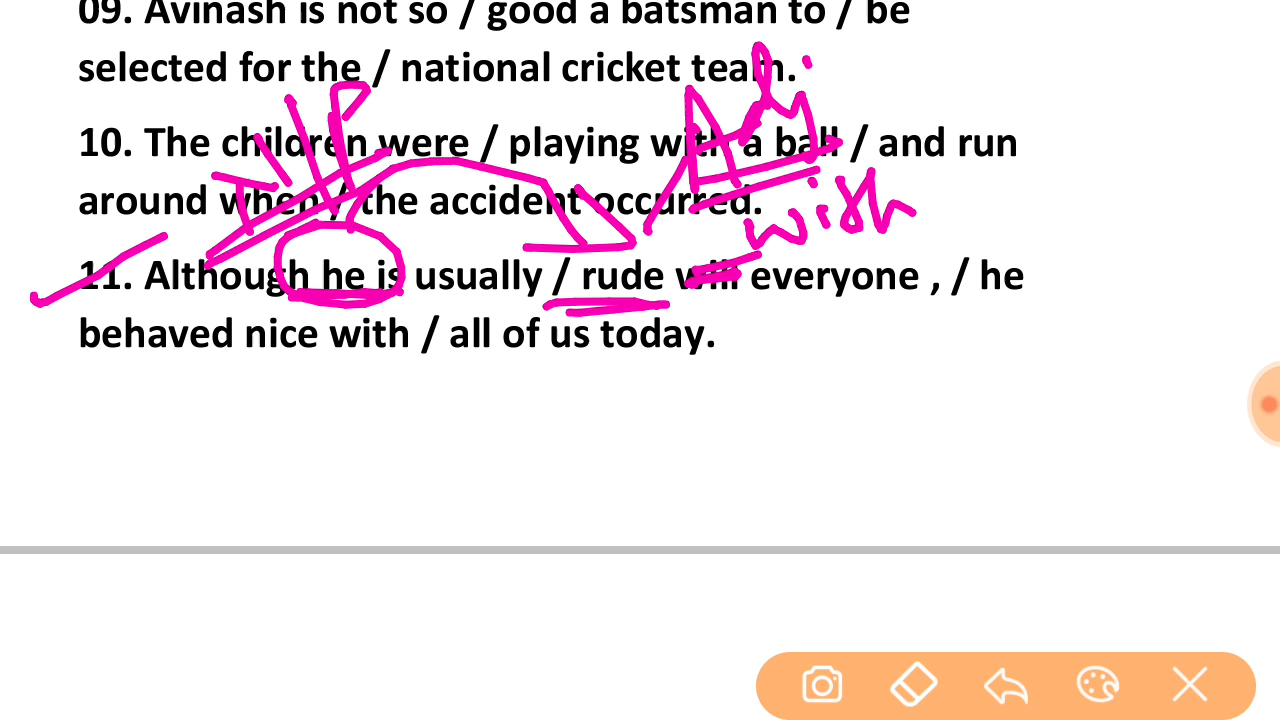 09. Avinash is not so / good a batsman to / be
selected for the / national cricket team.
Adj.
10. The children were / playing with a ball / and run
around when / the accident occurred.
with
11. Although he is usually / rude will everyone , / he
behaved nice with / all of us today.